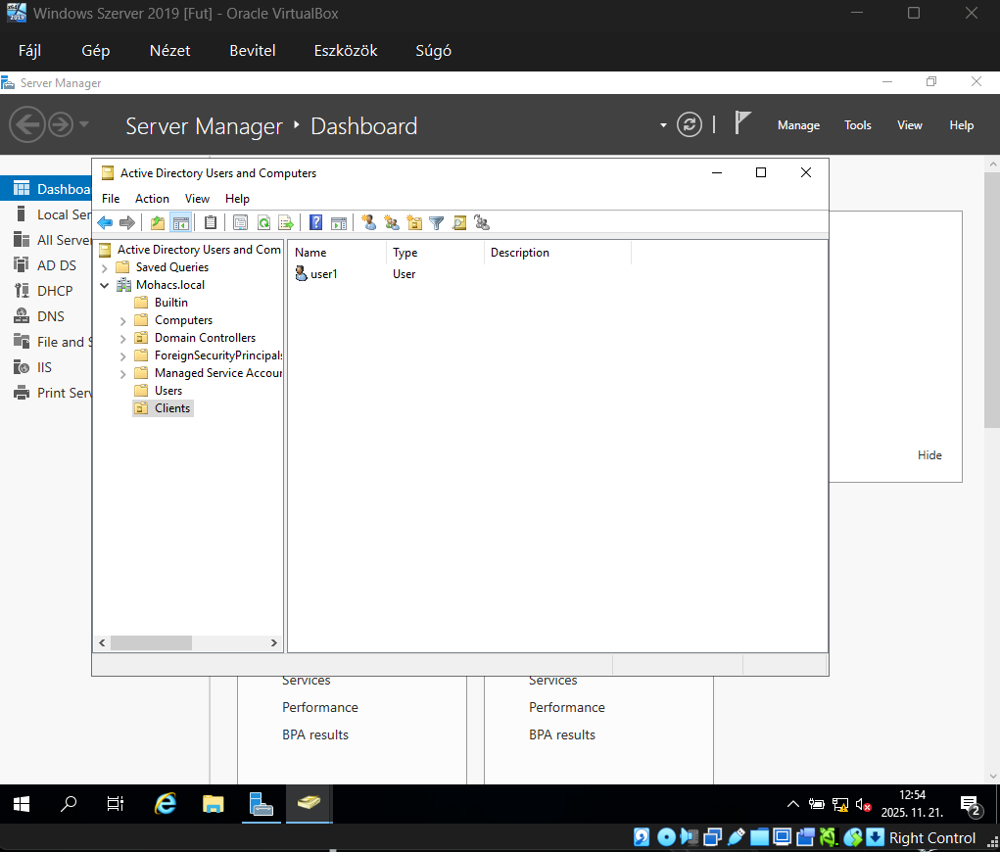 Windows Szerver 2019 [Fut] - Oracle VirtualBox
Fájl Gép Nézet Bevitel Eszközök Súgó
Server Manager
Server Manager Dashboard
Manage Tools View Help
Active Directory Users and Computers
File Action View Help
Dashboa
Local Ser
All Server
AD DS
DHCP
DNS
File and S
IIS
Print Serv
Active Directory Users and Com
Saved Queries
Mohacs.local
Builtin
Computers
Domain Controllers
ForeignSecurityPrincipals
Managed Service Accour
Users
Clients
Name Type Description
user1 User
Hide
Services Services
Performance Performance
BPA results BPA results
12:54
2025. 11. 21.
2
Right Control